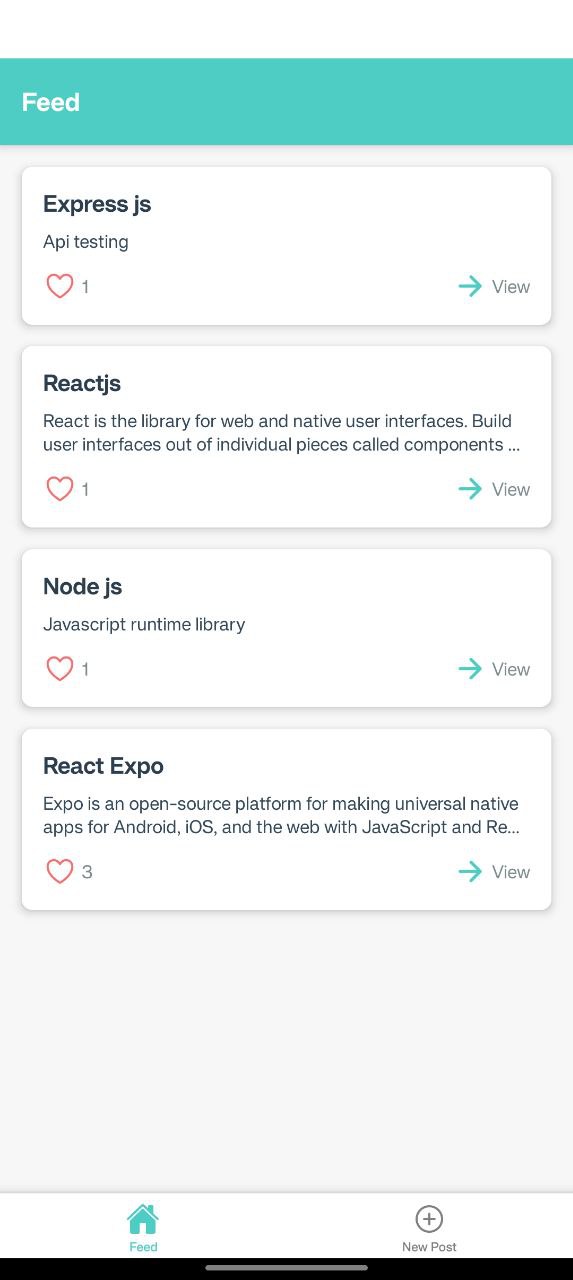 Feed
Express js
Api testing
1
View
Reactjs
React is the library for web and native user interfaces. Build
user interfaces out of individual pieces called components ...
1
View
Node js
Javascript runtime library
1
View
React Expo
Expo is an open-source platform for making universal native
apps for Android, iOS, and the web with JavaScript and Re...
3
View
Feed
New Post